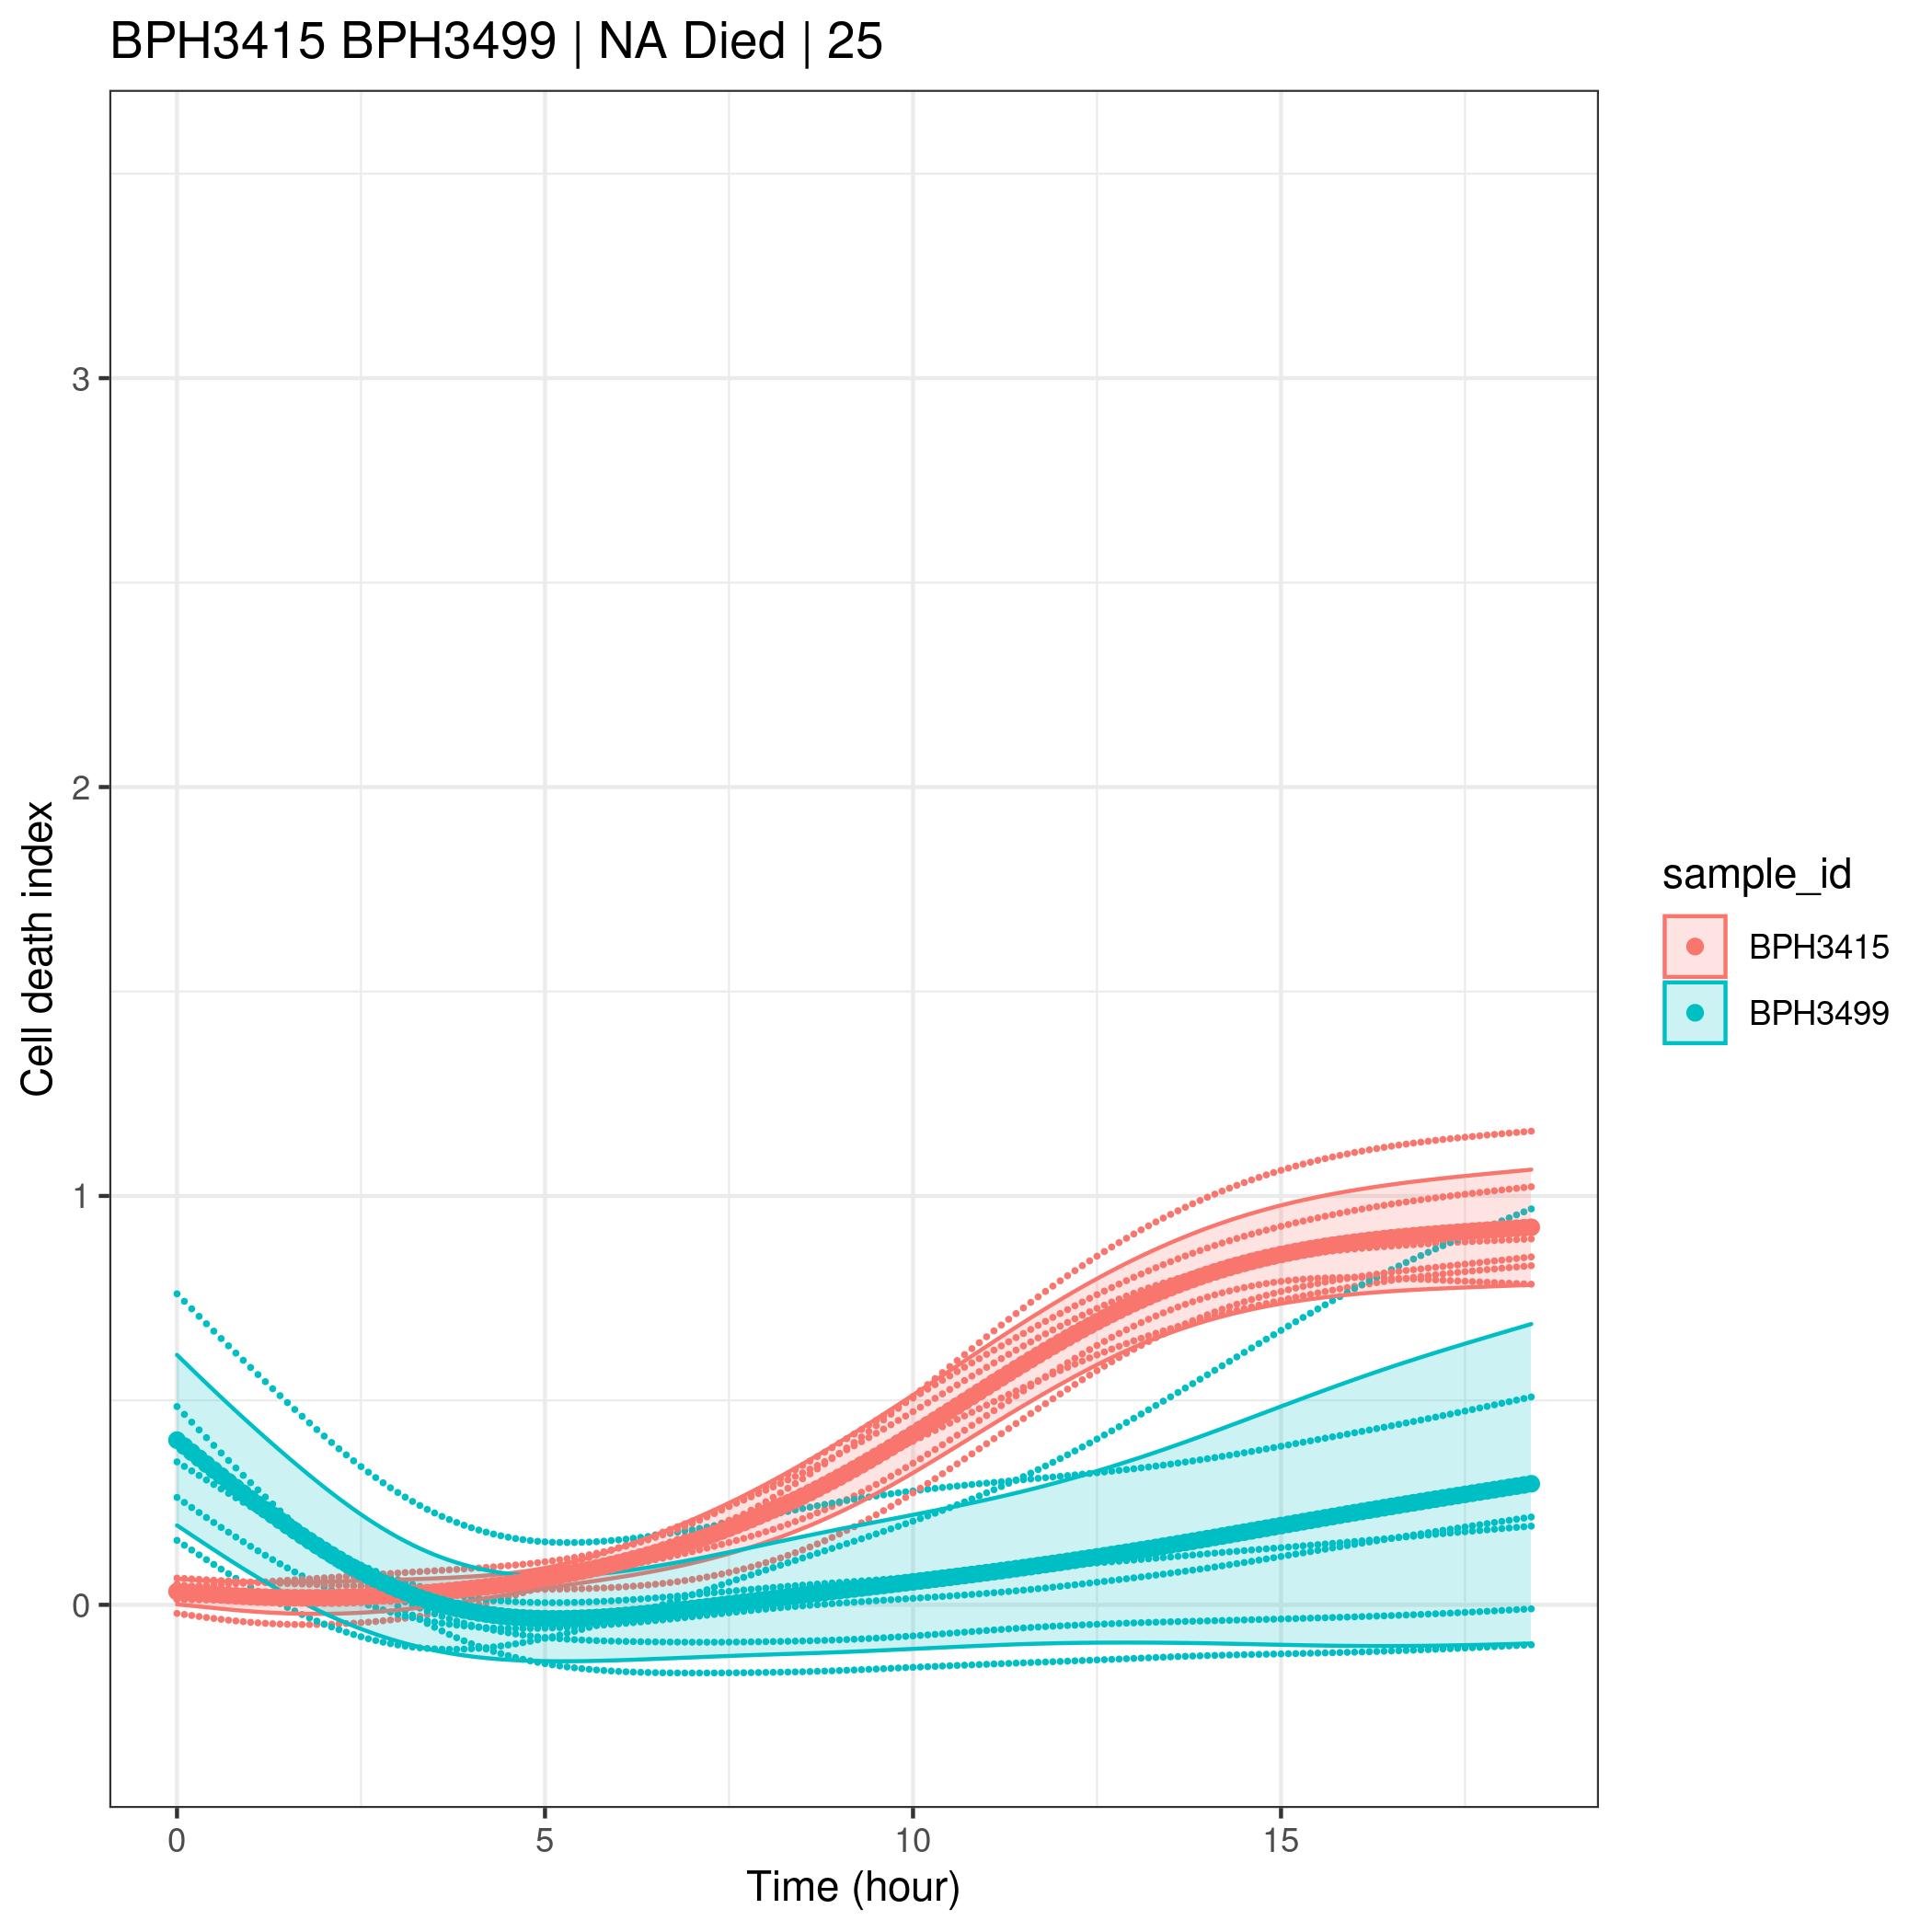 BPH3415 BPH3499 | NA Died | 25
Cell death index
3
2
1
0
0 5 10 15
Time (hour)
sample_id
BPH3415
BPH3499